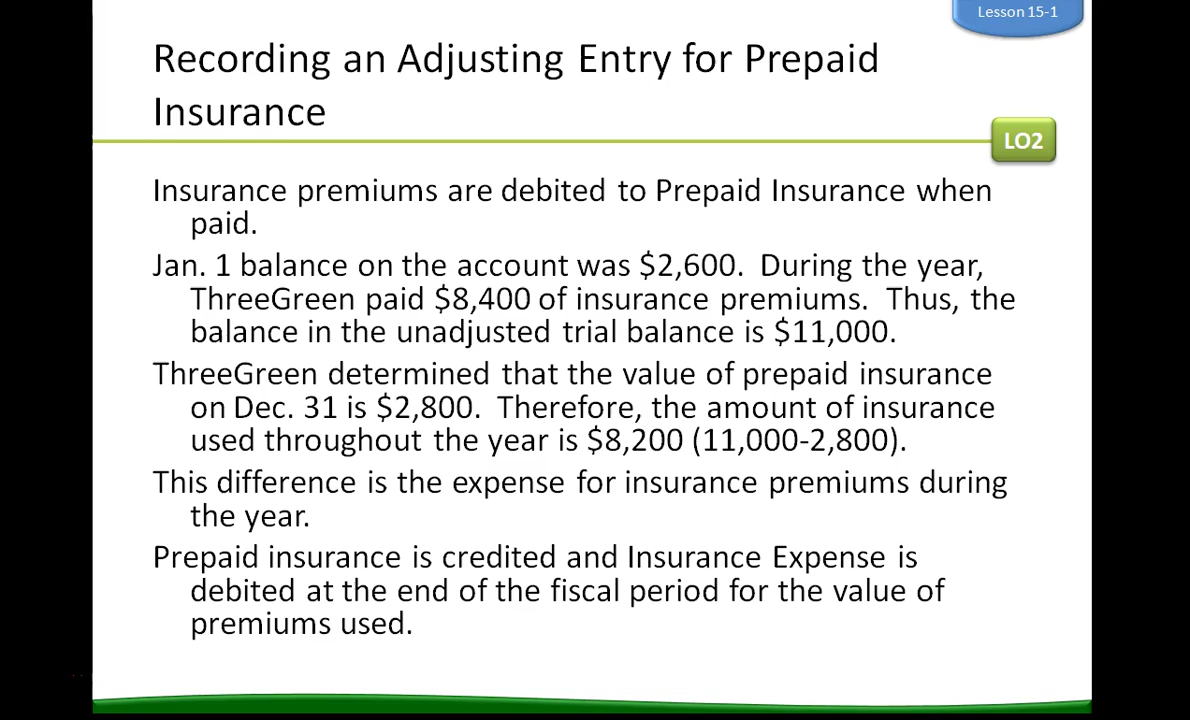 Lesson 15-1
Recording an Adjusting Entry for Prepaid
Insurance
LO2
Insurance premiums are debited to Prepaid Insurance when
paid.
Jan. 1 balance on the account was $2,600.  During the year,
ThreeGreen paid $8,400 of insurance premiums.  Thus, the
balance in the unadjusted trial balance is $11,000.
ThreeGreen determined that the value of prepaid insurance
on Dec. 31 is $2,800.  Therefore, the amount of insurance
used throughout the year is $8,200 (11,000-2,800).
This difference is the expense for insurance premiums during
the year.
Prepaid insurance is credited and Insurance Expense is
debited at the end of the fiscal period for the value of
premiums used.